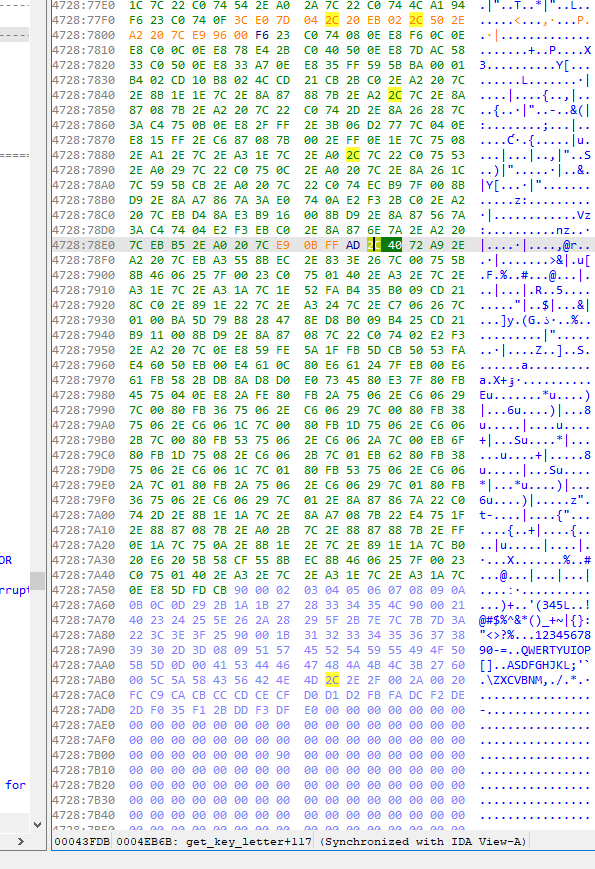 4728:77E0 1C 7C 22 C0 74 54 2E A0 2A 7C 22 C0 74 4C A1 94 .|"..T..*|"..L..
4728:77F0 F6 23 C0 74 0F 3C E0 7D 04 2C 20 EB 02 2C 50 2E
4728:7800 A2 20 7C E9 96 00 F6 23 C0 74 08 0E E8 F6 0C 0E
4728:7810 E8 C0 0C 0E E8 78 E4 2B C0 40 50 0E E8 7D AC 58
4728:7820 33 C0 50 0E E8 33 A7 0E E8 35 FF 59 5B BA 00 01
4728:7830 B4 02 CD 10 B8 02 4C CD 21 CB 2B C0 2E A2 20 7C
4728:7840 2E 8B 1E 1E 7C 2E 8A 87 88 7B 2E A2 2C 7C 2E 8A
4728:7850 87 08 7B 2E A2 20 7C 22 C0 74 2D 2E 8A 26 28 7C
4728:7860 3A C4 75 0B 0E E8 2F FF 2E 3B 06 D2 77 7C 04 0E
4728:7870 E8 15 FF 2E C6 87 08 7B 00 2E FF 0E 1E 7C 75 08
4728:7880 2E A1 2E 7C 2E A3 1E 7C 2E A0 2C 7C 22 C0 75 53
4728:7890 2E A0 29 7C 22 C0 75 0C 2E A0 20 7C 2E 8A 26 1C
4728:78A0 7C 59 5B CB 2E A0 20 7C 22 C0 74 EC B9 7F 00 8B
4728:78B0 D9 2E 8A A7 86 7A 3A E0 74 0A E2 F3 2B C0 2E A2
4728:78C0 20 7C EB D4 8A E3 B9 16 00 8B D9 2E 8A 87 56 7A
4728:78D0 3A C4 74 04 E2 F3 EB C0 2E 8A 87 6E 7A 2E A2 20
4728:78E0 7C EB B5 2E A0 20 7C E9 0B FF AD 2C 40 72 A9 2E
4728:78F0 A2 20 7C EB A3 55 8B EC 2E 83 3E 26 7C 00 75 5B
4728:7900 8B 46 06 25 7F 00 23 C0 75 01 40 2E A3 2E 7C 2E
4728:7910 A3 1E 7C 2E A3 1A 7C 1E 52 FA B4 35 B0 09 CD 21
4728:7920 8C C0 2E 89 1E 22 7C 2E A3 24 7C 2E C7 06 26 7C
4728:7930 01 00 BA 5D 79 B8 28 47 8E D8 B0 09 B4 25 CD 21
4728:7940 B9 11 00 8B D9 2E 8A 87 08 7C 22 C0 74 02 E2 F3
4728:7950 2E A2 20 7C 0E E8 59 FE 5A 1F FB 5D CB 50 53 FA
4728:7960 E4 60 50 EB 00 E4 61 0C 80 E6 61 24 7F EB 00 E6
4728:7970 61 FB 58 2B DB 8A D8 D0 E0 73 45 80 E3 7F 80 FB
4728:7980 45 75 04 0E E8 2A FE 80 FB 2A 75 06 2E C6 06 29
4728:7990 7C 00 80 FB 36 75 06 2E C6 06 29 7C 00 80 FB 38
4728:79A0 75 06 2E C6 06 1C 7C 00 80 FB 1D 75 06 2E C6 06
4728:79B0 2B 7C 00 80 FB 53 75 06 2E C6 06 2A 7C 00 EB 6F
4728:79C0 80 FB 1D 75 08 2E C6 06 2B 7C 01 EB 62 80 FB 38
4728:79D0 75 06 2E C6 06 1C 7C 01 80 FB 53 75 06 2E C6 06
4728:79E0 2A 7C 01 80 FB 2A 75 06 2E C6 06 29 7C 01 80 FB
4728:79F0 36 75 06 2E C6 06 29 7C 01 2E 8A 87 86 7A 22 C0
4728:7A00 74 2D 2E 8B 1E 1A 7C 2E 8A A7 08 7B 22 E4 75 1F
4728:7A10 2E 88 87 08 7B 2E A0 2B 7C 2E 88 87 88 7B 2E FF
4728:7A20 0E 1A 7C 75 0A 2E 8B 1E 2E 7C 2E 89 1E 1A 7C B0
4728:7A30 20 E6 20 5B 58 CF 55 8B EC 8B 46 06 25 7F 00 23
4728:7A40 C0 75 01 40 2E A3 2E 7C 2E A3 1E 7C 2E A3 1A 7C
4728:7A50 0E E8 5D FD CB 90 00 02 03 04 05 06 07 08 09 0A
4728:7A60 0B 0C 0D 29 2B 1A 1B 27 28 33 34 35 4C 90 00 21 ...)+..'(345L..!
4728:7A70 40 23 24 25 5E 26 2A 28 29 5F 2B 7E 7C 7B 7D 3A @#$%^&*()_+~|{}:
4728:7A80 22 3C 3E 3F 25 90 00 1B 31 32 33 34 35 36 37 38 "<>?%...12345678
4728:7A90 39 30 2D 3D 08 09 51 57 45 52 54 59 55 49 4F 50 90-=..QWERTYUIOP
4728:7AA0 5B 5D 0D 00 41 53 44 46 47 48 4A 4B 4C 3B 27 60 []..ASDFGHJKL;'`
4728:7AB0 00 5C 5A 58 43 56 42 4E 4D 2C 2E 2F 00 2A 00 20 .\ZXCVBNM,./.*.
4728:7AC0 FC C9 CA CB CC CD CE CF D0 D1 D2 FB FA DC F2 DE
4728:7AD0 2D F0 35 F1 2B DD F3 DF E0 00 00 00 00 00 00 00
4728:7AE0 00 00 00 00 00 00 00 00 00 00 00 00 00 00 00 00 ................
4728:7AF0 00 00 00 00 00 00 00 00 00 00 00 00 00 00 00 00 ................
4728:7B00 00 00 00 00 00 00 00 90 00 00 00 00 00 00 00 00 ................
4728:7B10 00 00 00 00 00 00 00 00 00 00 00 00 00 00 00 00 ................
4728:7B20 00 00 00 00 00 00 00 00 00 00 00 00 00 00 00 00 ................
4728:7B30 00 00 00 00 00 00 00 00 00 00 00 00 00 00 00 00 ................
4728:7B40 00 00 00 00 00 00 00 00 00 00 00 00 00 00 00 00 ................
OR
for
00043FDB 0004EB6B: get_key_letter+117 (Synchronized with IDA View-A)